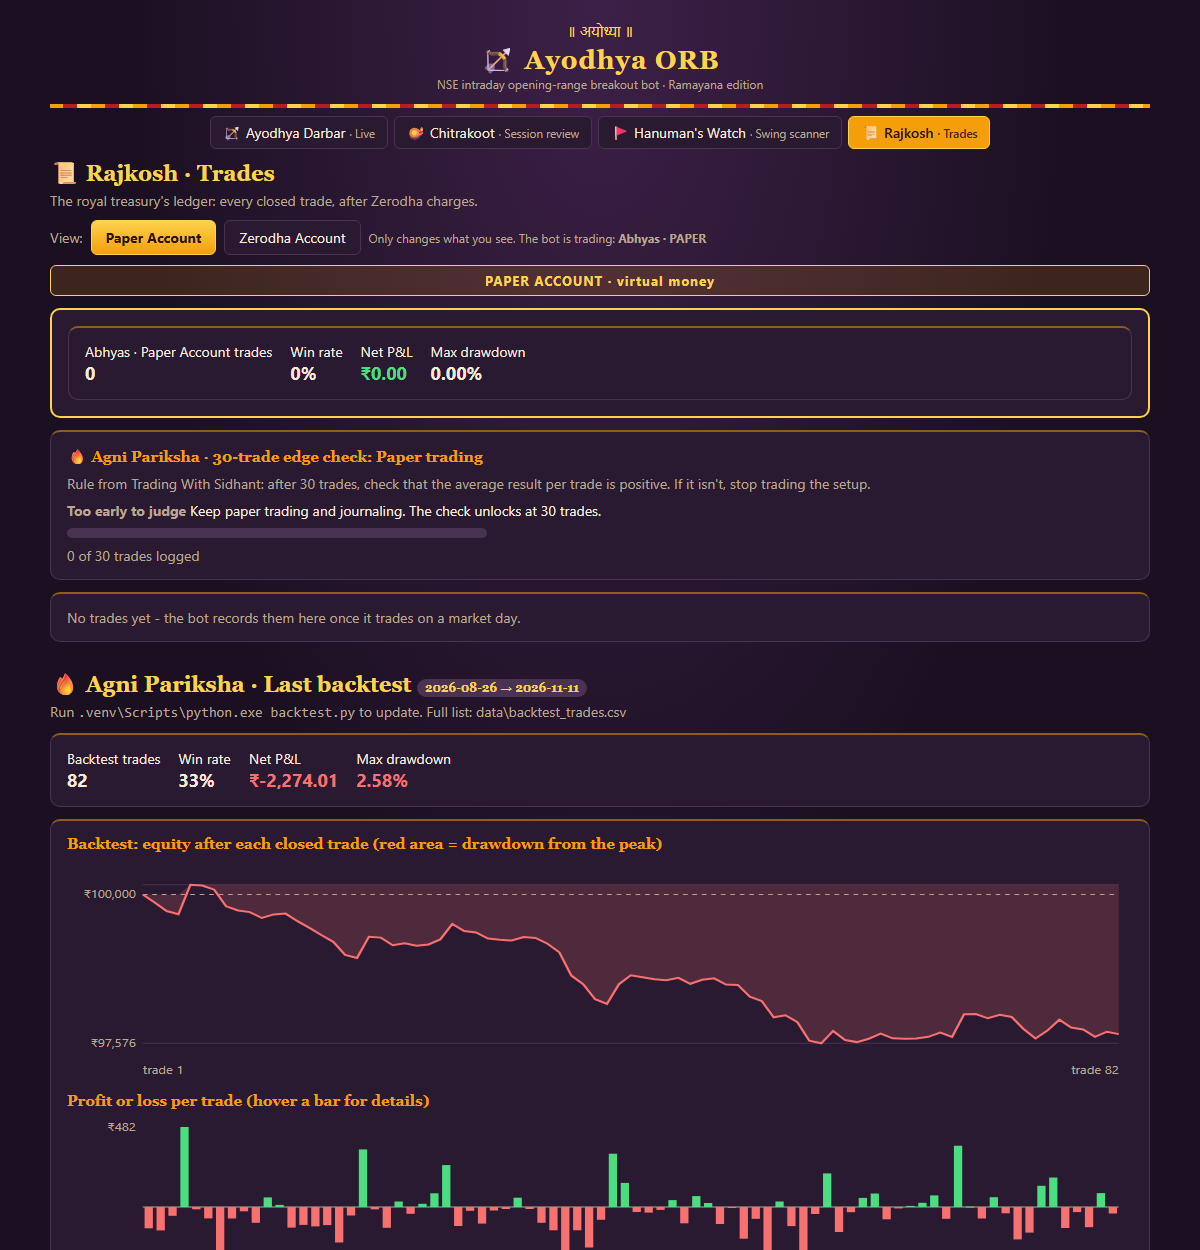 ॥ अयोध्या ॥
🏹 Ayodhya ORB
NSE intraday opening-range breakout bot · Ramayana edition
Ayodhya Darbar · Live
Chitrakoot · Session review
Hanuman's Watch · Swing scanner
Rajkosh · Trades
Rajkosh · Trades
The royal treasury's ledger: every closed trade, after Zerodha charges.
View: Paper Account Zerodha Account Only changes what you see. The bot is trading: Abhyas · PAPER
PAPER ACCOUNT · virtual money
Abhyas · Paper Account trades Win rate Net P&L Max drawdown
0 0% ₹0.00 0.00%
Agni Pariksha · 30-trade edge check: Paper trading
Rule from Trading With Sidhant: after 30 trades, check that the average result per trade is positive. If it isn't, stop trading the setup.
Too early to judge Keep paper trading and journaling. The check unlocks at 30 trades.
0 of 30 trades logged
No trades yet - the bot records them here once it trades on a market day.
Agni Pariksha · Last backtest 2026-08-26 → 2026-11-11
Run .venv\Scripts\python.exe backtest.py to update. Full list: data\backtest_trades.csv
Backtest trades Win rate Net P&L Max drawdown
82 33% ₹-2,274.01 2.58%
Backtest: equity after each closed trade (red area = drawdown from the peak)
₹100,000
₹97,576
trade 1 trade 82
Profit or loss per trade (hover a bar for details)
₹482